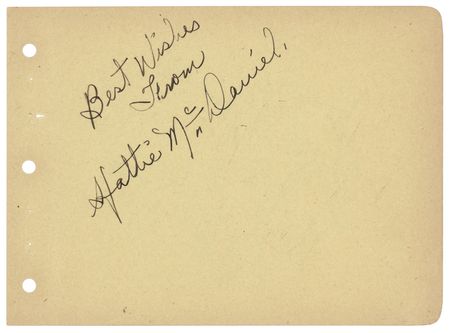 Best Wishes
From
Hattie McDaniel.